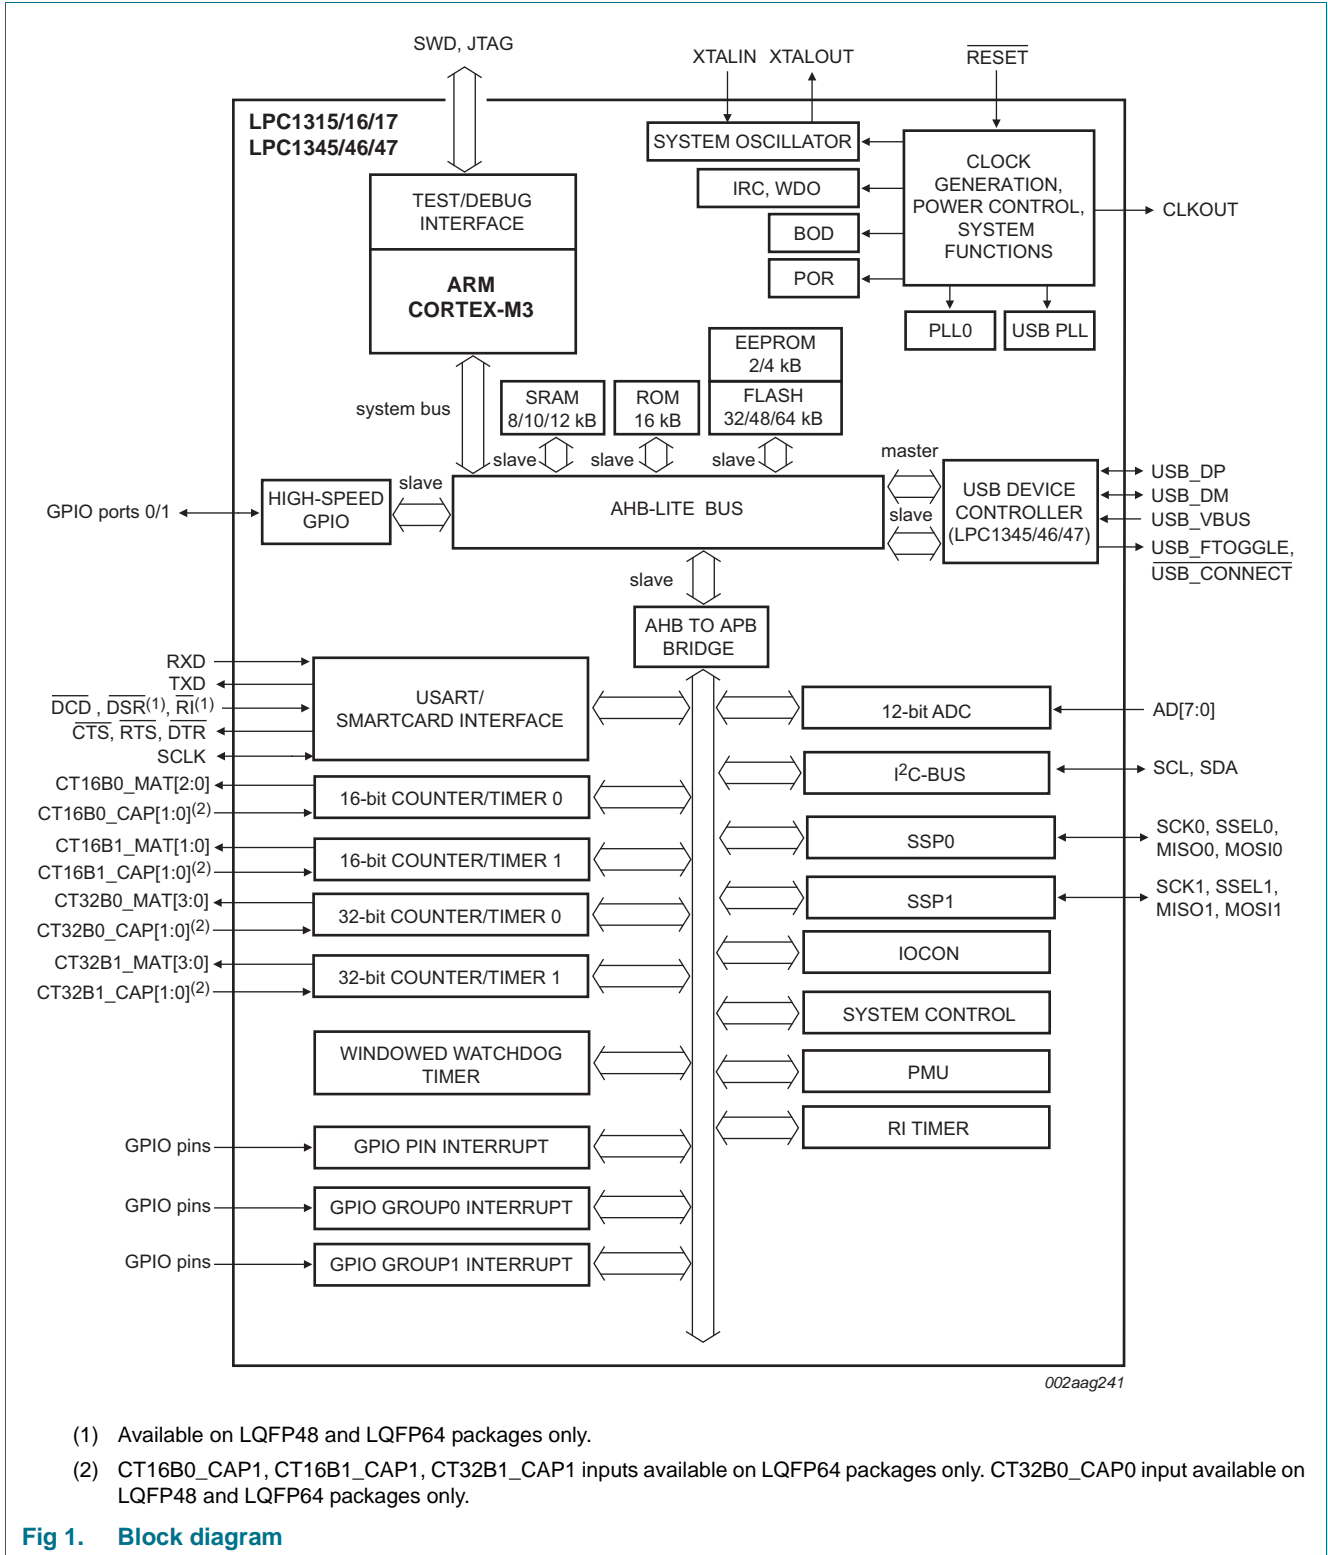 SWD, JTAG
XTALIN XTALOUT
RESET
LPC1315/16/17
LPC1345/46/47
SYSTEM OSCILLATOR
CLOCK
GENERATION,
POWER CONTROL,
SYSTEM
FUNCTIONS
CLKOUT
IRC, WDO
BOD
POR
PLL0
USB PLL
TEST/DEBUG
INTERFACE
ARM
CORTEX-M3
system bus
EEPROM
2/4 kB
SRAM
8/10/12 kB
ROM
16 kB
FLASH
32/48/64 kB
slave
slave
slave
master
slave
slave
GPIO ports 0/1
HIGH-SPEED
GPIO
AHB-LITE BUS
USB DEVICE
CONTROLLER
(LPC1345/46/47)
USB_DP
USB_DM
USB_VBUS
USB_FTOGGLE,
USB_CONNECT
slave
AHB TO APB
BRIDGE
RXD
TXD
DCD , DSR(1), RI(1)
CTS, RTS, DTR
SCLK
USART/
SMARTCARD INTERFACE
12-bit ADC
AD[7:0]
I2C-BUS
SCL, SDA
CT16B0_MAT[2:0]
CT16B0_CAP[1:0](2)
16-bit COUNTER/TIMER 0
SSP0
SCK0, SSEL0,
MISO0, MOSI0
CT16B1_MAT[1:0]
CT16B1_CAP[1:0](2)
16-bit COUNTER/TIMER 1
SSP1
SCK1, SSEL1,
MISO1, MOSI1
CT32B0_MAT[3:0]
CT32B0_CAP[1:0](2)
32-bit COUNTER/TIMER 0
IOCON
CT32B1_MAT[3:0]
CT32B1_CAP[1:0](2)
32-bit COUNTER/TIMER 1
SYSTEM CONTROL
WINDOWED WATCHDOG
TIMER
PMU
RI TIMER
GPIO pins
GPIO PIN INTERRUPT
GPIO pins
GPIO GROUP0 INTERRUPT
GPIO pins
GPIO GROUP1 INTERRUPT
002aag241
(1) Available on LQFP48 and LQFP64 packages only.
(2) CT16B0_CAP1, CT16B1_CAP1, CT32B1_CAP1 inputs available on LQFP64 packages only. CT32B0_CAP0 input available on
LQFP48 and LQFP64 packages only.
Fig 1. Block diagram